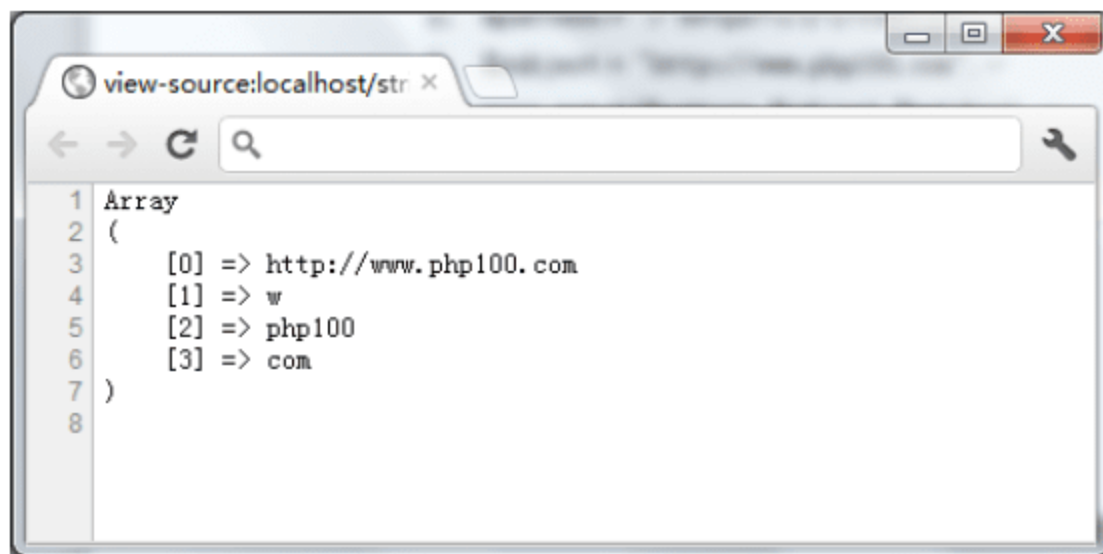 view-source:localhost/str
1 Array
2 (
3 [0] => http://www.php100.com
4 [1] => w
5 [2] => php100
6 [3] => com
7 )
8